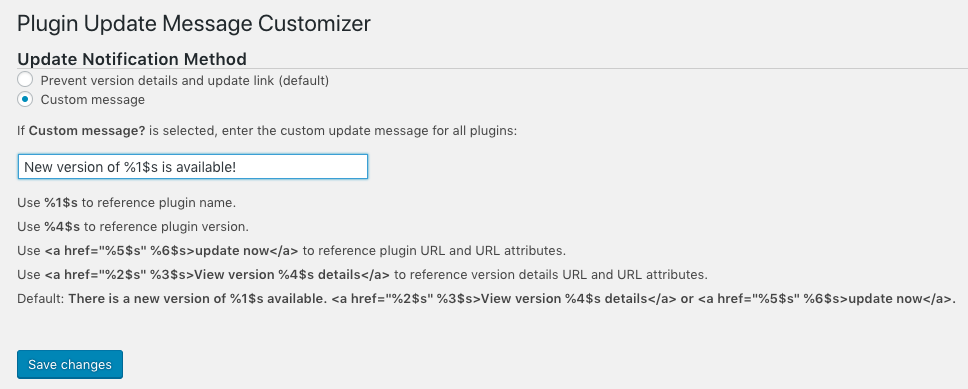 Plugin Update Message Customizer
Update Notification Method
Prevent version details and update link (default)
Custom message
If Custom message? is selected, enter the custom update message for all plugins:
New version of %1$s is available!
Use %1$s to reference plugin name.
Use %4$s to reference plugin version.
Use <a href="%5$s" %6$s>update now</a> to reference plugin URL and URL attributes.
Use <a href="%2$s" %3$s>View version %4$s details</a> to reference version details URL and URL attributes.
Default: There is a new version of %1$s available. <a href="%2$s" %3$s>View version %4$s details</a> or <a href="%5$s" %6$s>update now</a>.
Save changes